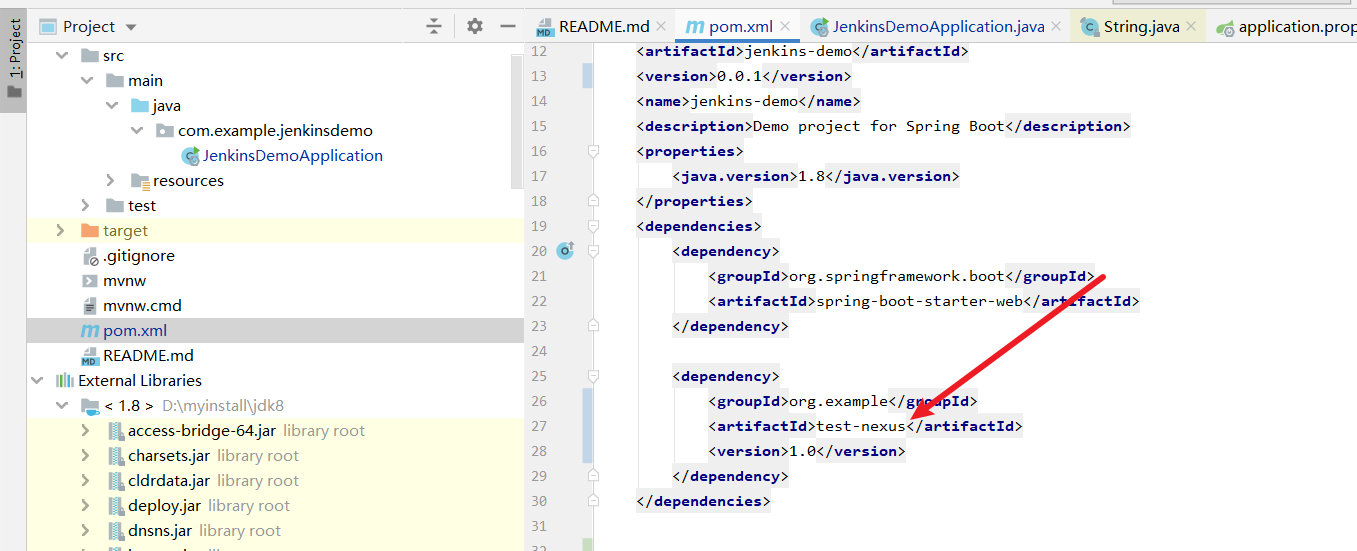 1: Project
Project
src
main
java
com.example.jenkinsdemo
JenkinsDemoApplication
resources
test
target
.gitignore
mvnw
mvnw.cmd
pom.xml
README.md
External Libraries
< 1.8 > D:\myinstall\jdk8
access-bridge-64.jar library root
charsets.jar library root
cldrdata.jar library root
deploy.jar library root
dnsns.jar library root
README.md pom.xml JenkinsDemoApplication.java String.java application.prop
12 <artifactId>jenkins-demo</artifactId>
13 <version>0.0.1</version>
14 <name>jenkins-demo</name>
15 <description>Demo project for Spring Boot</description>
16 <properties>
17 <java.version>1.8</java.version>
18 </properties>
19 <dependencies>
20 <dependency>
21 <groupId>org.springframework.boot</groupId>
22 <artifactId>spring-boot-starter-web</artifactId>
23 </dependency>
24
25 <dependency>
26 <groupId>org.example</groupId>
27 <artifactId>test-nexus</artifactId>
28 <version>1.0</version>
29 </dependency>
30 </dependencies>
31